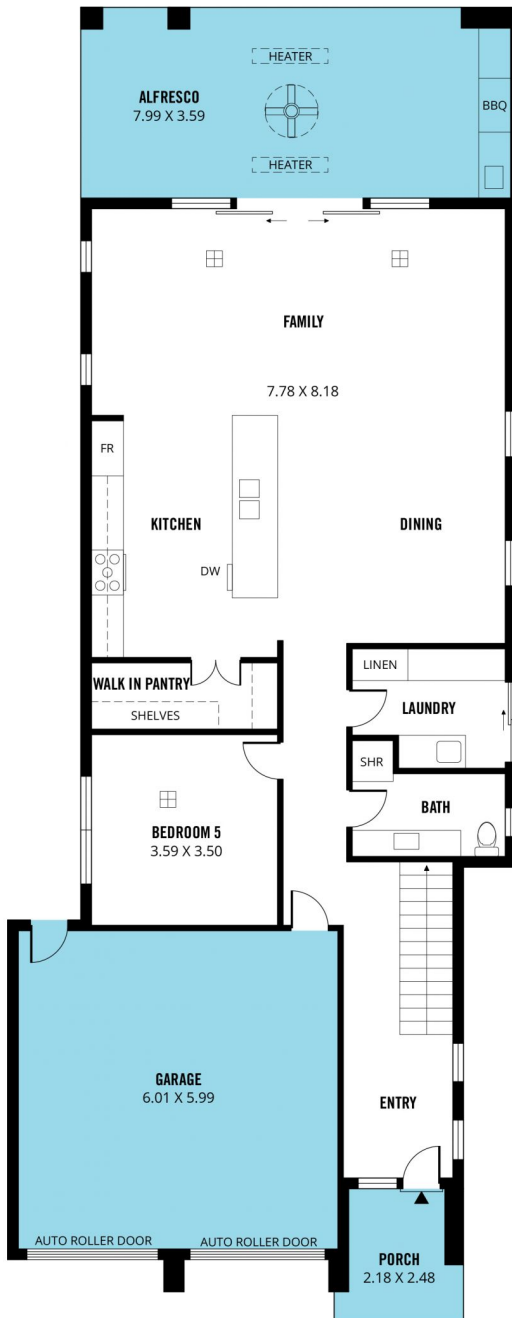 HEATER
ALFRESCO
7.99 X 3.59
BBQ
HEATER
FAMILY
7.78 X 8.18
FR
KITCHEN
DINING
DW
LINEN
WALK IN PANTRY
SHELVES
LAUNDRY
SHR
BATH
BEDROOM 5
3.59 X 3.50
GARAGE
6.01 X 5.99
ENTRY
AUTO ROLLER DOOR
AUTO ROLLER DOOR
PORCH
2.18 X 2.48